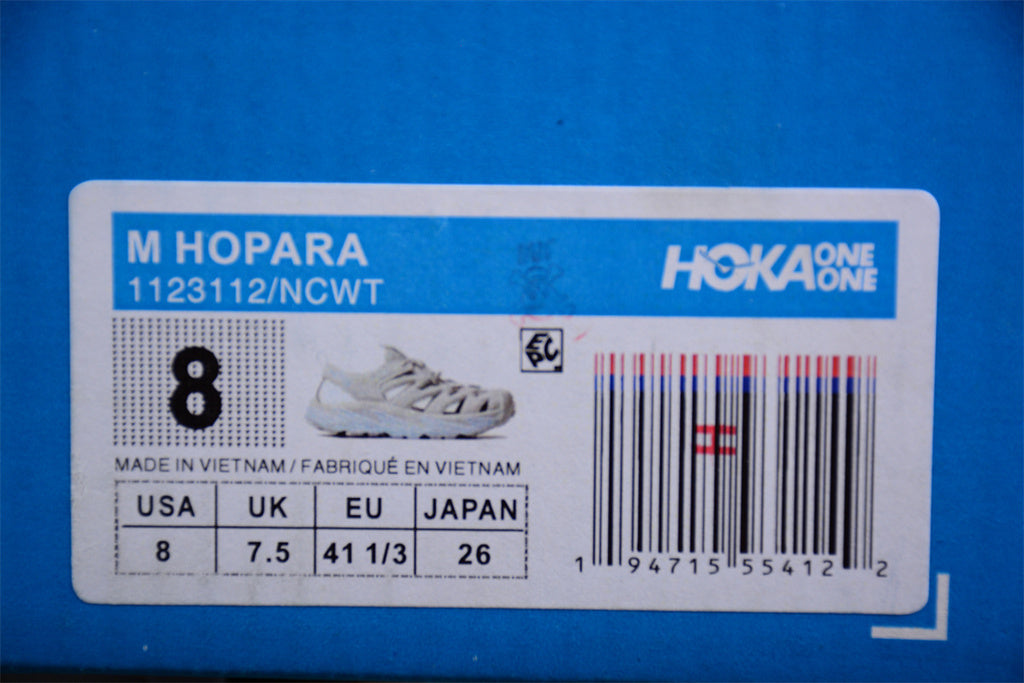 M HOPARA
1123112/NCWT
HOKA ONE ONE
EPC
8
MADE IN VIETNAM / FABRIQUÉ EN VIETNAM
USA UK EU JAPAN
8 7.5 41 1/3 26
1 94715 55412 2